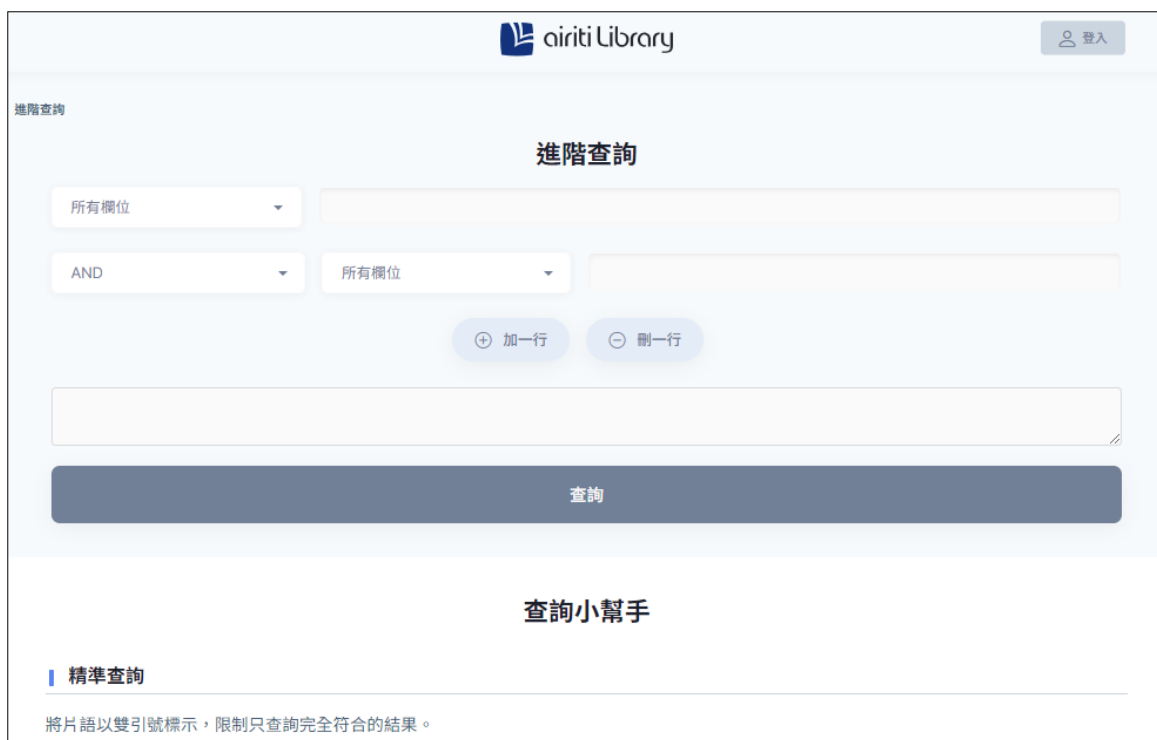 airiti Library
登入
進階查詢
進階查詢
所有欄位
AND
所有欄位
加一行
刪一行
查詢
查詢小幫手
精準查詢
將片語以雙引號標示，限制只查詢完全符合的結果。